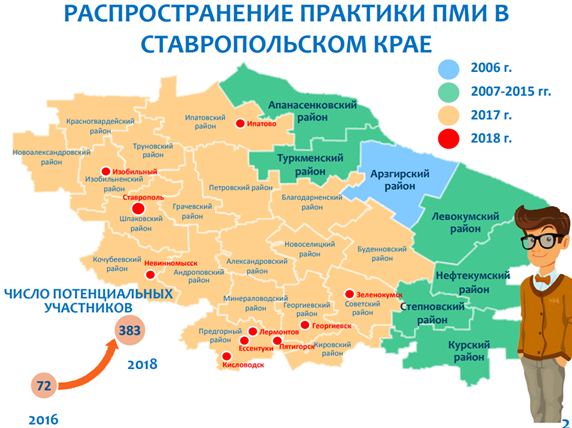 РАСПРОСТРАНЕНИЕ ПРАКТИКИ ПМИ В
СТАВРОПОЛЬСКОМ КРАЕ
2006 г.
2007-2015 гг.
2017 г.
2018 г.
Апанасенковский
район
Ипатовский
район
Ипатово
Красногвардейский
район
Новоалександровский
район
Труновский
район
Изобильный
Изобильненский
район
Туркменский
район
Арзгирский
район
Ставрополь
Шпаковский
район
Грачевский
район
Петровский район
Благодарненский
район
Левокумский
район
Кочубеевский
район
Невинномысск
Андроповский
район
Александровский
район
Новоселицкий
район
Буденновский
район
Нефтекумский
район
ЧИСЛО ПОТЕНЦИАЛЬНЫХ
УЧАСТНИКОВ
383
2018
72
2016
Минераловодский
район
Георгиевский
район
Зеленокумск
Советский
район
Степновский
район
Предгорный
район
Лермонтов
Георгиевск
Ессентуки
Пятигорск
Кировский
район
Кисловодск
Курский
район
2